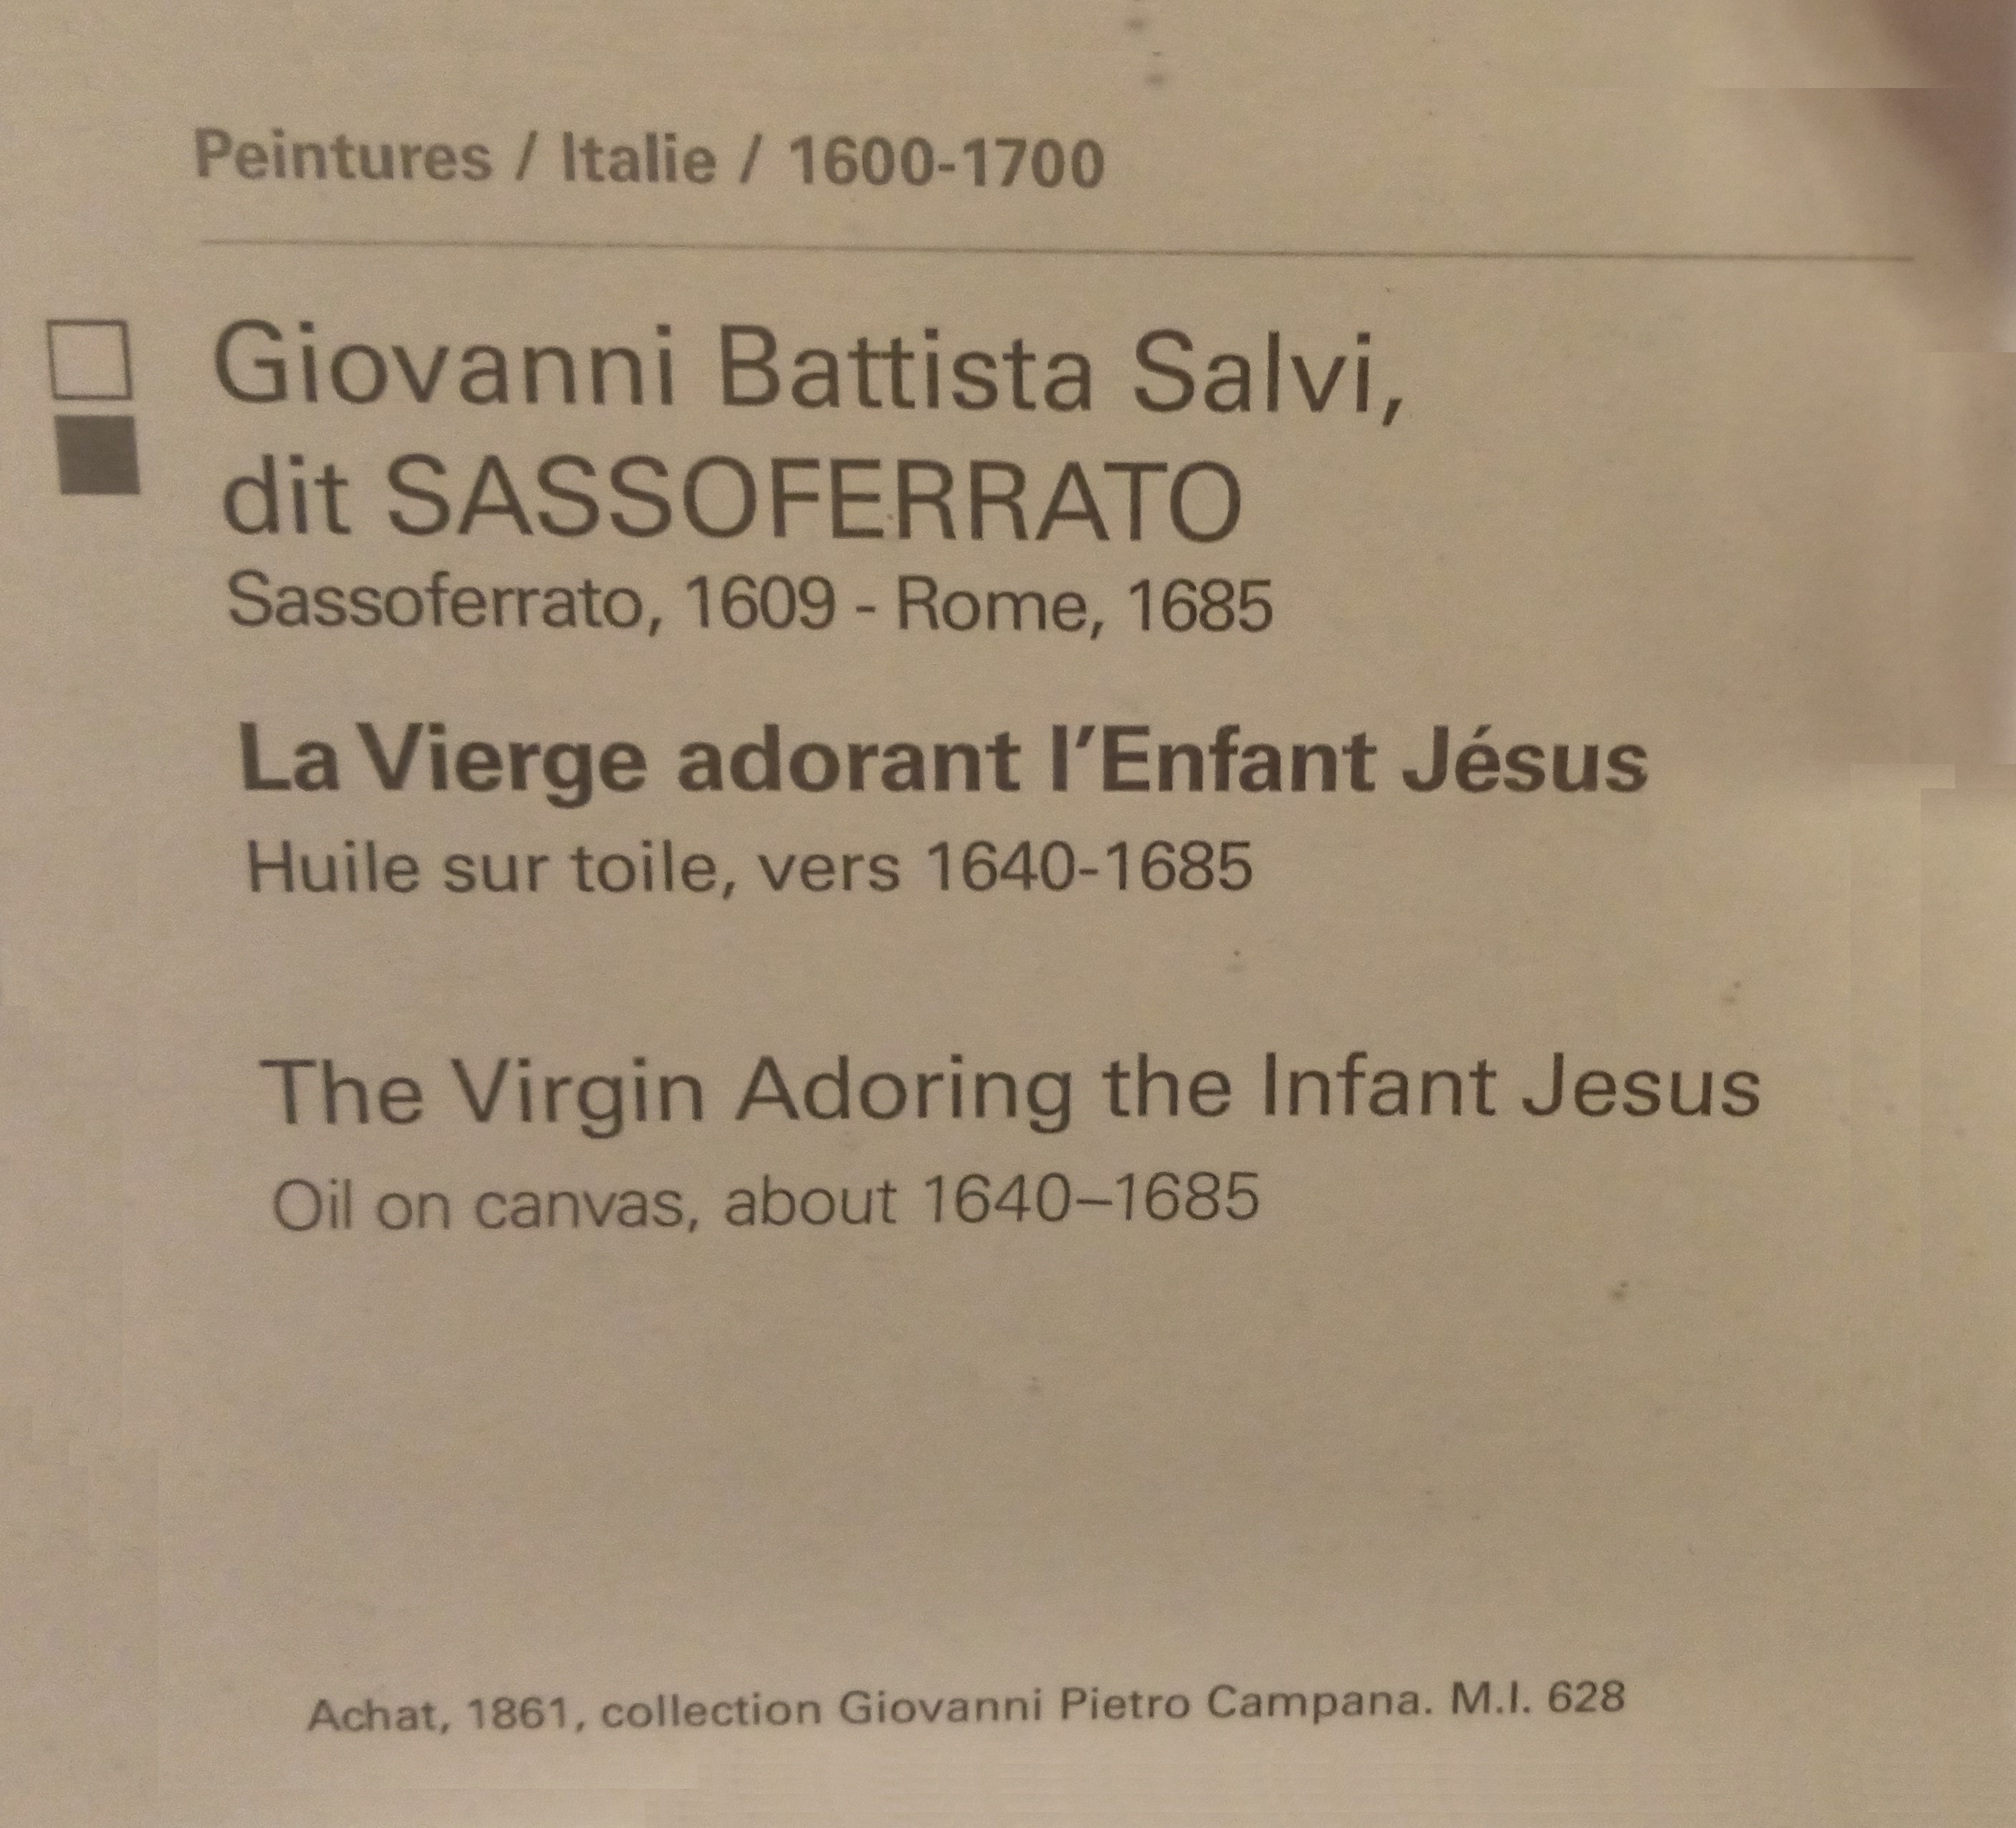 Peintures / Italie / 1600-1700
Giovanni Battista Salvi,
dit SASSOFERRATO
Sassoferrato, 1609 - Rome, 1685
La Vierge adorant l'Enfant Jésus
Huile sur toile, vers 1640-1685
The Virgin Adoring the Infant Jesus
Oil on canvas, about 1640–1685
Achat, 1861, collection Giovanni Pietro Campana. M.I. 628